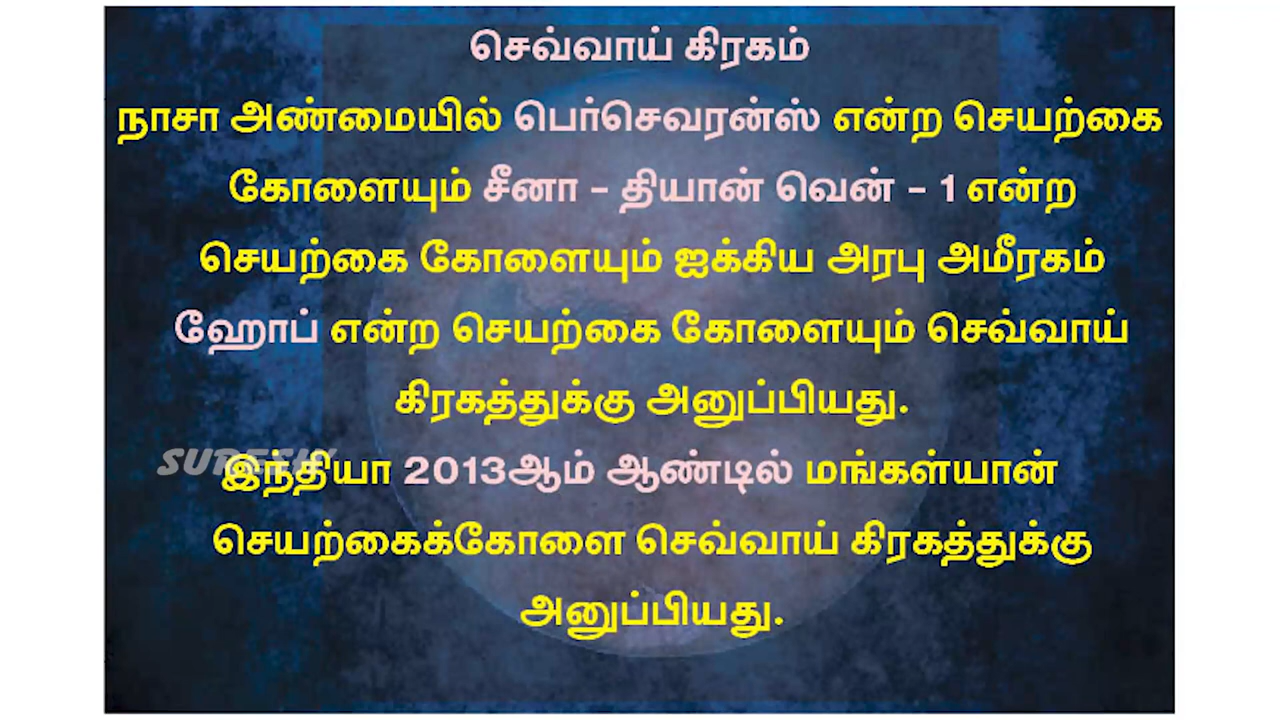 செவ்வாய் கிரகம்
நாசா அண்மையில் பெர்செவரன்ஸ் என்ற செயற்கை
கோளையும் சீனா - தியான் வென் - 1 என்ற
செயற்கை கோளையும் ஐக்கிய அரபு அமீரகம்
ஹோப் என்ற செயற்கை கோளையும் செவ்வாய்
கிரகத்துக்கு அனுப்பியது.
இந்தியா 2013ஆம் ஆண்டில் மங்கள்யான்
செயற்கைக்கோளை செவ்வாய் கிரகத்துக்கு
அனுப்பியது.